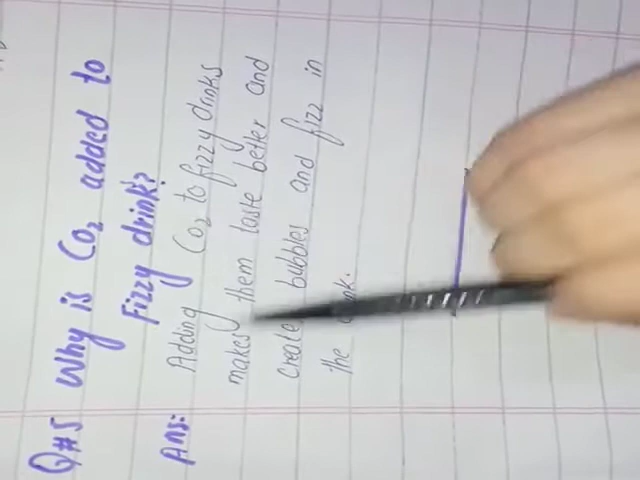 Q#5 Why is CO₂ added to
Fizzy drink?
Ans: Adding CO₂ to fizzy drinks
makes them taste better and
create bubbles and fizz in
the